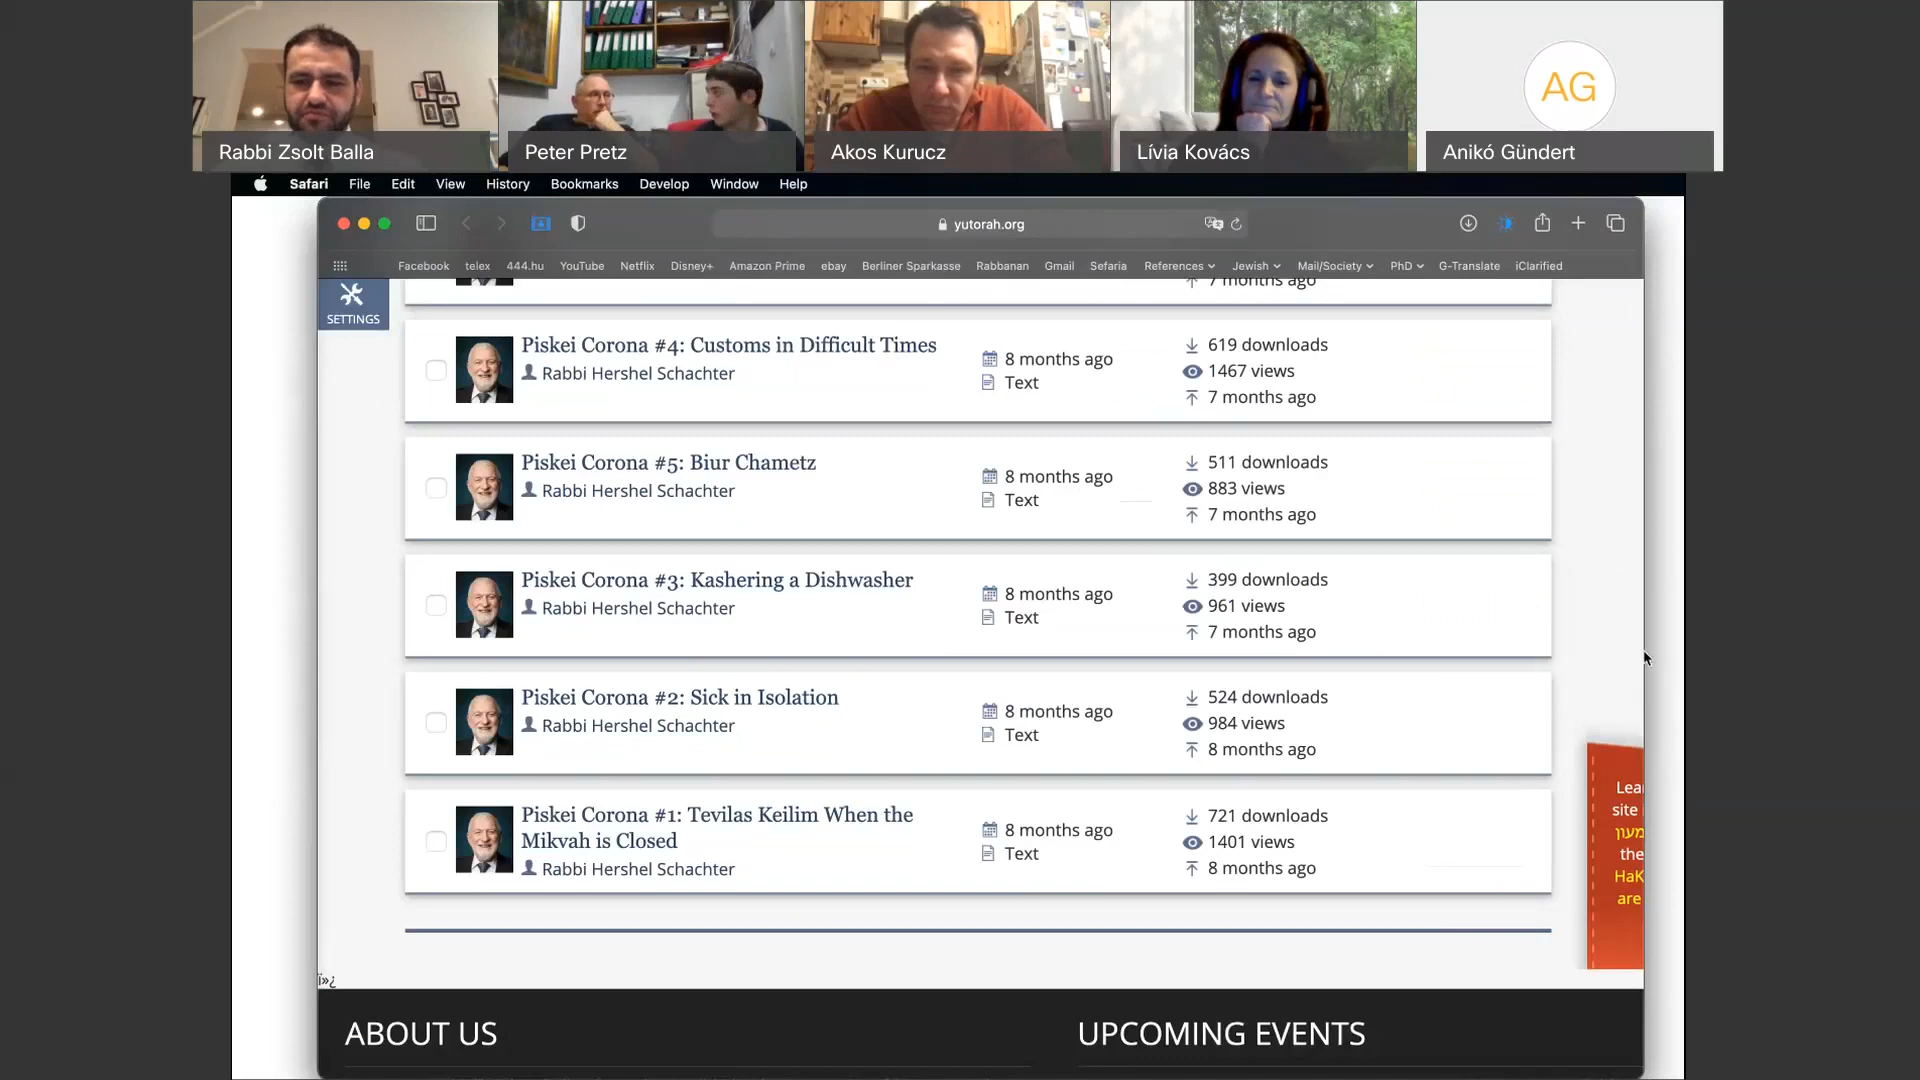 Rabbi Zsolt Balla
Peter Pretz
Akos Kurucz
Lívia Kovács
AG
Anikó Gündert
Safari File Edit View History Bookmarks Develop Window Help
yutorah.org
Facebook telex 444.hu YouTube Netflix Disney+ Amazon Prime ebay Berliner Sparkasse Rabbanan Gmail Sefaria References Jewish Mail/Society PhD G-Translate iClarified
SETTINGS
7 months ago
Piskei Corona #4: Customs in Difficult Times
Rabbi Hershel Schachter
8 months ago
Text
619 downloads
1467 views
7 months ago
Piskei Corona #5: Biur Chametz
Rabbi Hershel Schachter
8 months ago
Text
511 downloads
883 views
7 months ago
Piskei Corona #3: Kashering a Dishwasher
Rabbi Hershel Schachter
8 months ago
Text
399 downloads
961 views
7 months ago
Piskei Corona #2: Sick in Isolation
Rabbi Hershel Schachter
8 months ago
Text
524 downloads
984 views
8 months ago
Piskei Corona #1: Tevilas Keilim When the
Mikvah is Closed
Rabbi Hershel Schachter
8 months ago
Text
721 downloads
1401 views
8 months ago
site
the
HaK
are
ï»¿
ABOUT US
UPCOMING EVENTS